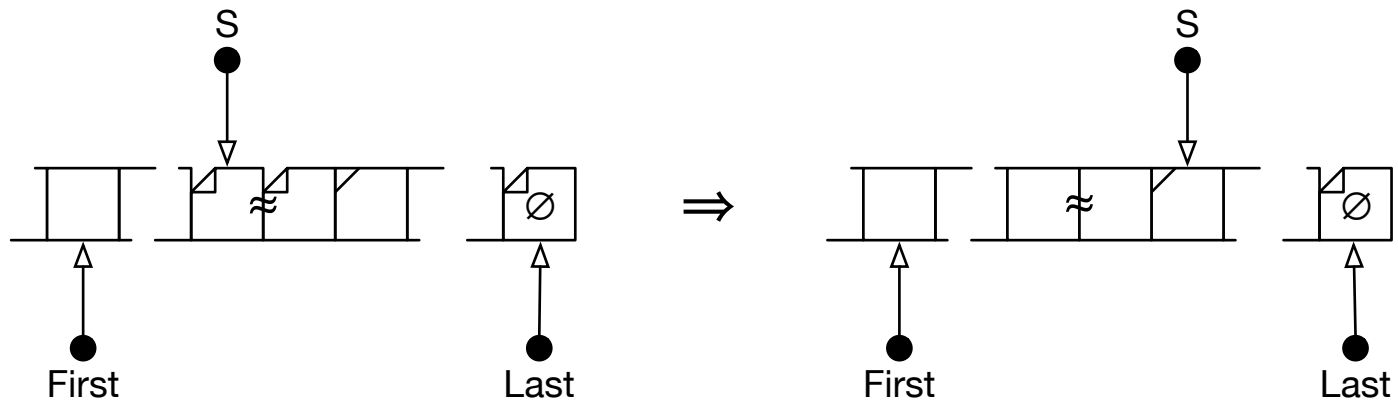 S S
≈ ∅ ⇒ ≈ ∅
First Last First Last